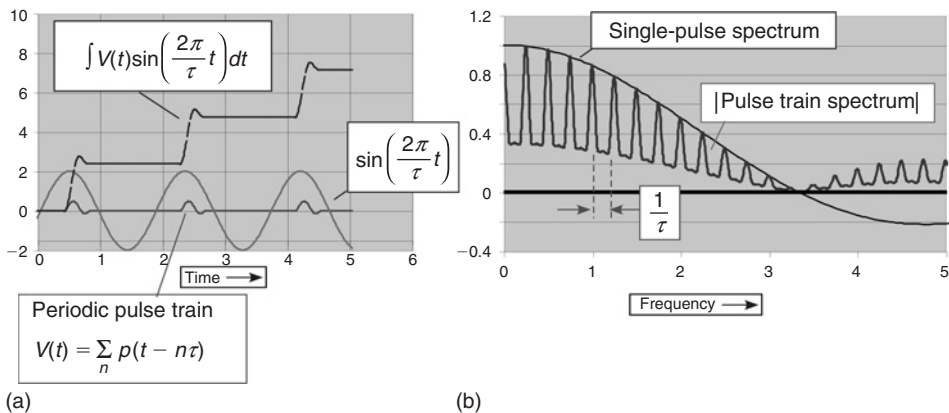 10
8
6
4
2
0
−2
0 1 2 3 4 5 6
∫ V(t) sin(2π/τ t) dt
sin(2π/τ t)
Time
Periodic pulse train
V(t) = Σ_n p(t − nτ)
(a)
1.2
0.8
0.4
0
−0.4
0 1 2 3 4 5
Single-pulse spectrum
|Pulse train spectrum|
1/τ
Frequency
(b)